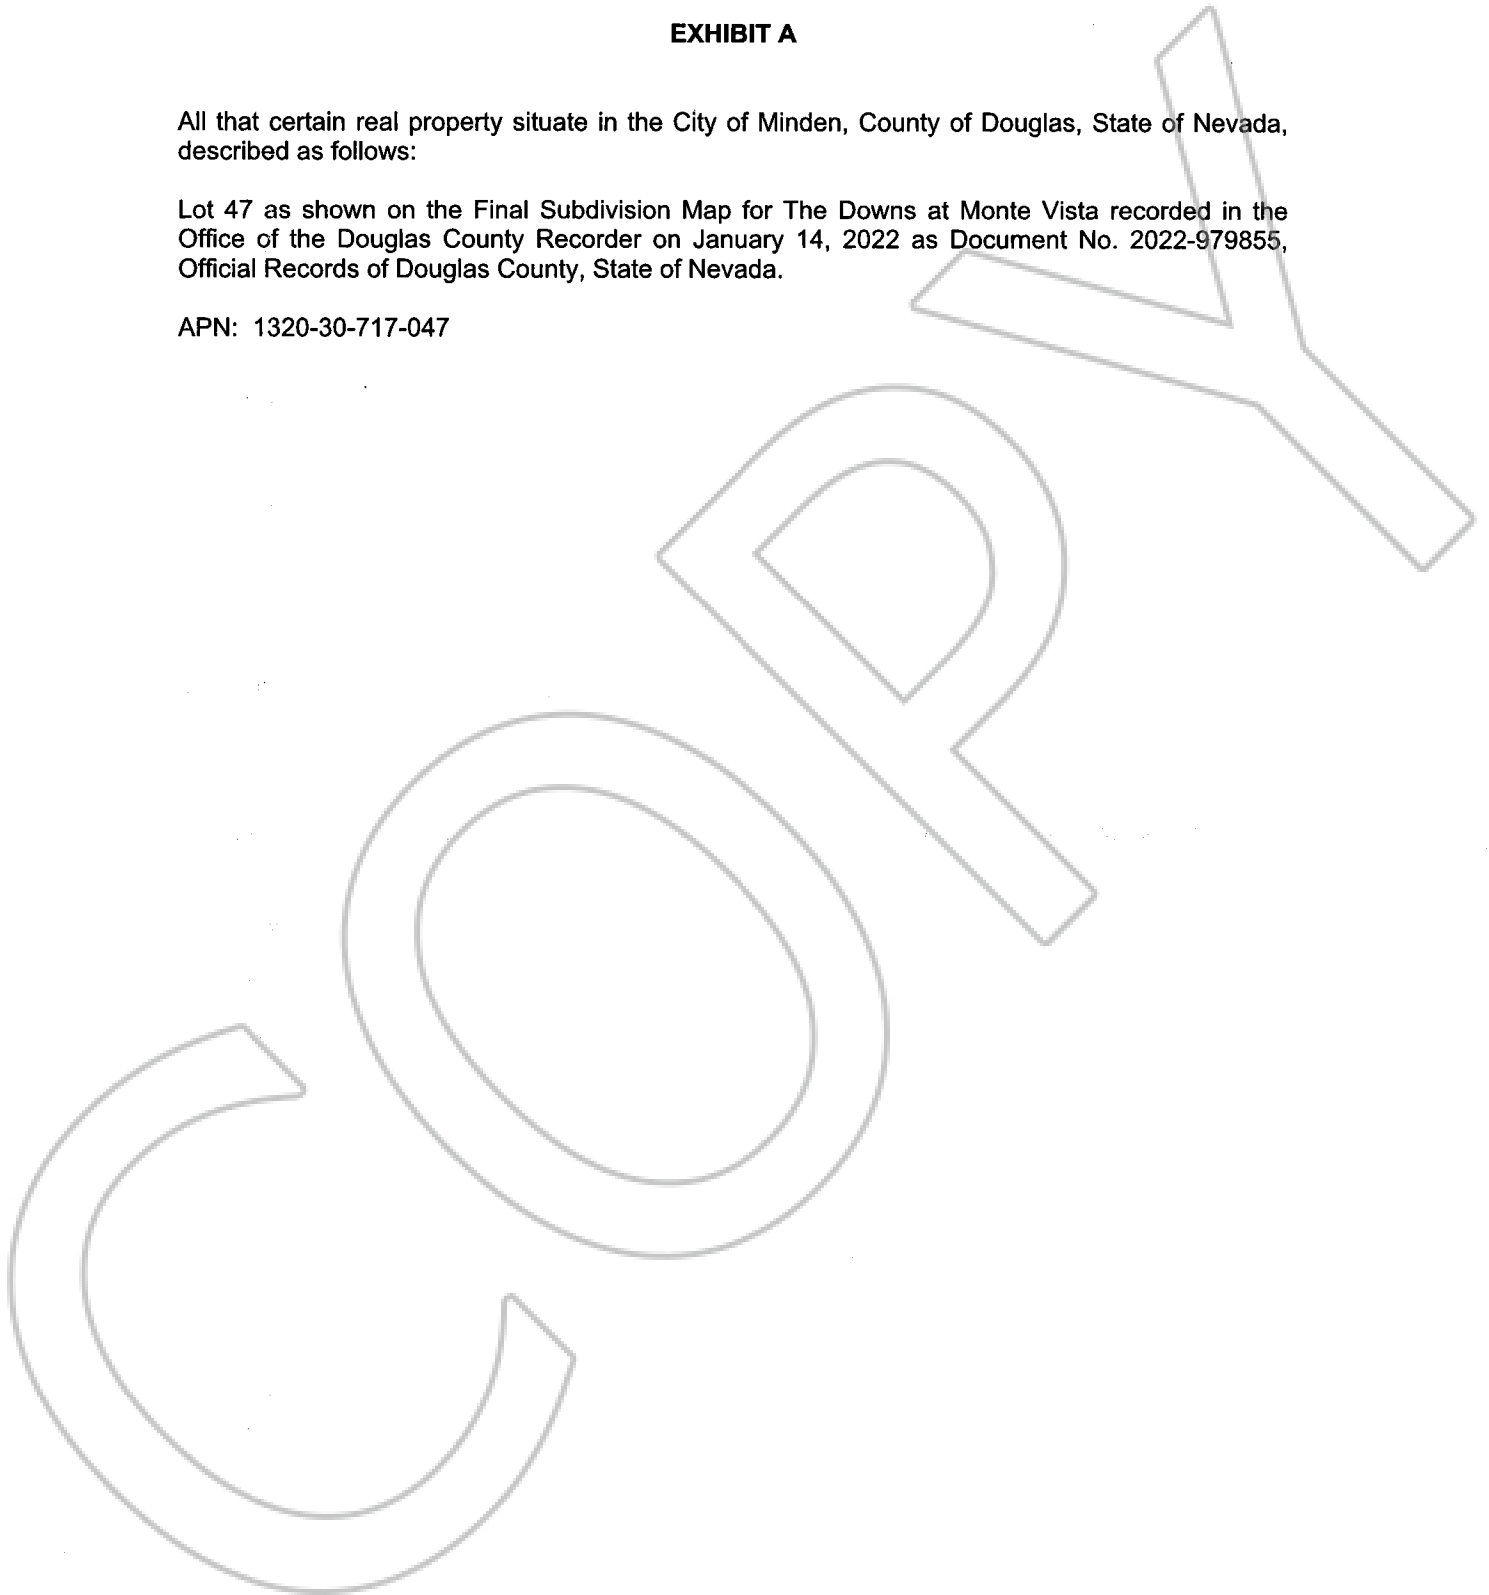 EXHIBIT A
All that certain real property situate in the City of Minden, County of Douglas, State of Nevada,
described as follows:
Lot 47 as shown on the Final Subdivision Map for The Downs at Monte Vista recorded in the
Office of the Douglas County Recorder on January 14, 2022 as Document No. 2022-979855,
Official Records of Douglas County, State of Nevada.
APN: 1320-30-717-047
COPY